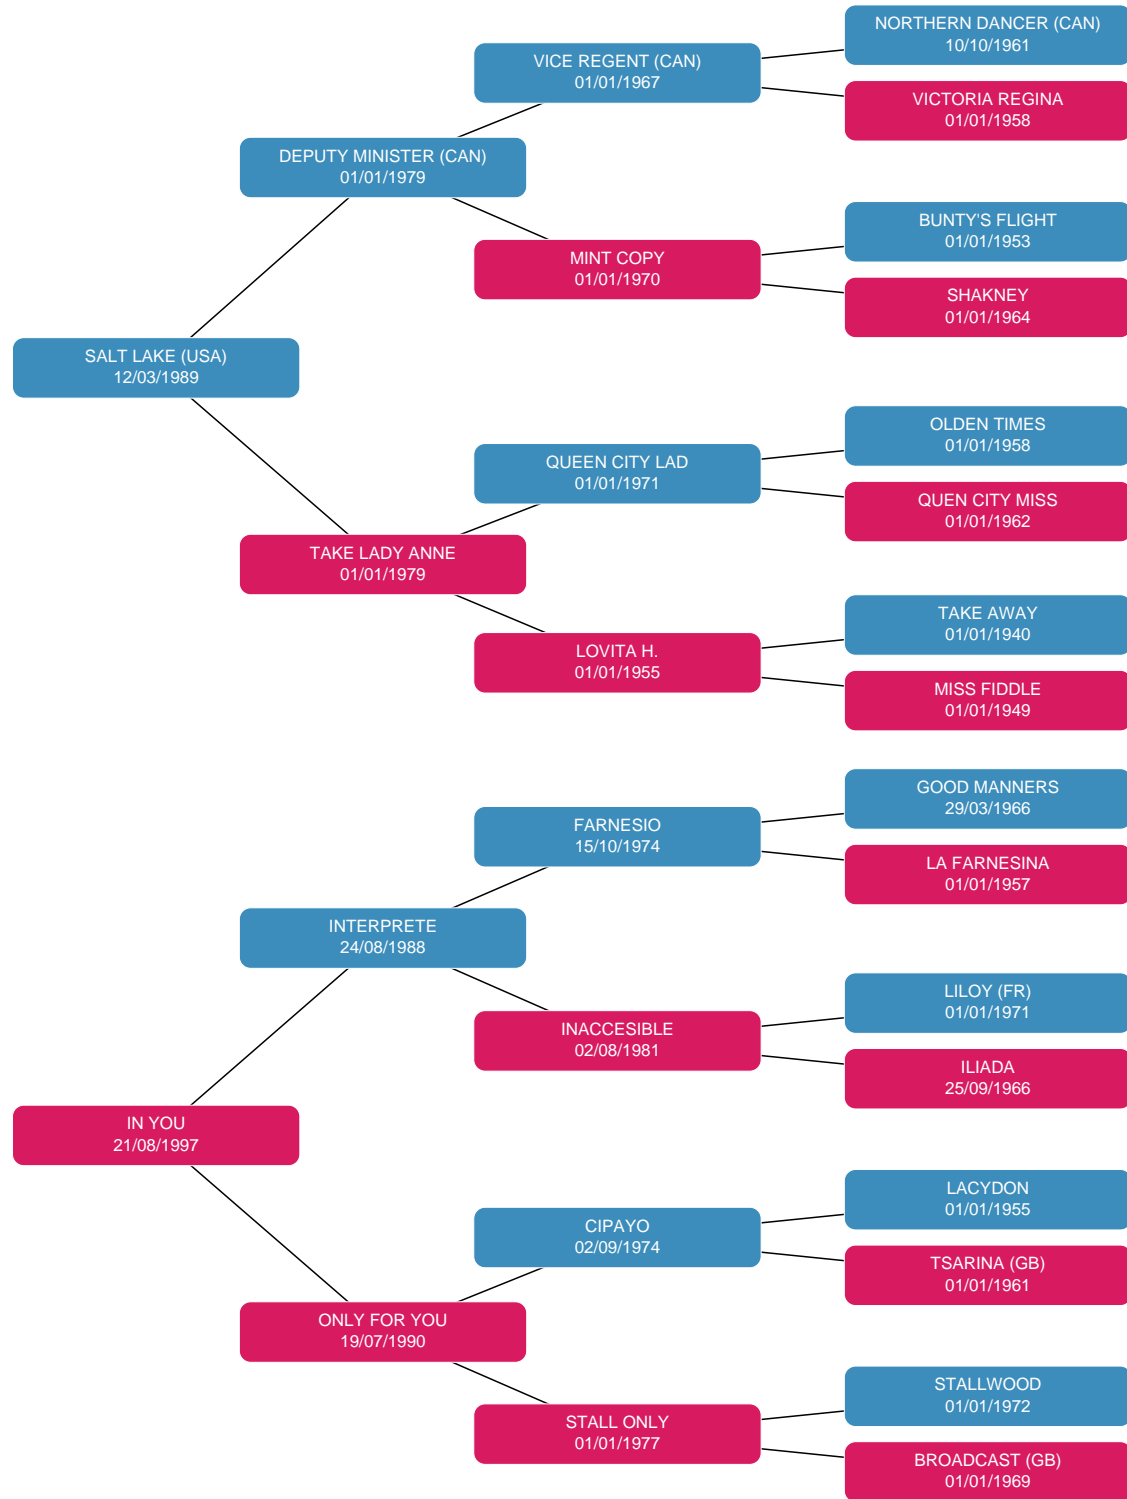 NORTHERN DANCER (CAN)
10/10/1961
VICE REGENT (CAN)
01/01/1967
VICTORIA REGINA
01/01/1958
DEPUTY MINISTER (CAN)
01/01/1979
BUNTY'S FLIGHT
01/01/1953
MINT COPY
01/01/1970
SHAKNEY
01/01/1964
SALT LAKE (USA)
12/03/1989
OLDEN TIMES
01/01/1958
QUEEN CITY LAD
01/01/1971
QUEN CITY MISS
01/01/1962
TAKE LADY ANNE
01/01/1979
TAKE AWAY
01/01/1940
LOVITA H.
01/01/1955
MISS FIDDLE
01/01/1949
GOOD MANNERS
29/03/1966
FARNESIO
15/10/1974
LA FARNESINA
01/01/1957
INTERPRETE
24/08/1988
LILOY (FR)
01/01/1971
INACCESIBLE
02/08/1981
ILIADA
25/09/1966
IN YOU
21/08/1997
LACYDON
01/01/1955
CIPAYO
02/09/1974
TSARINA (GB)
01/01/1961
ONLY FOR YOU
19/07/1990
STALLWOOD
01/01/1972
STALL ONLY
01/01/1977
BROADCAST (GB)
01/01/1969